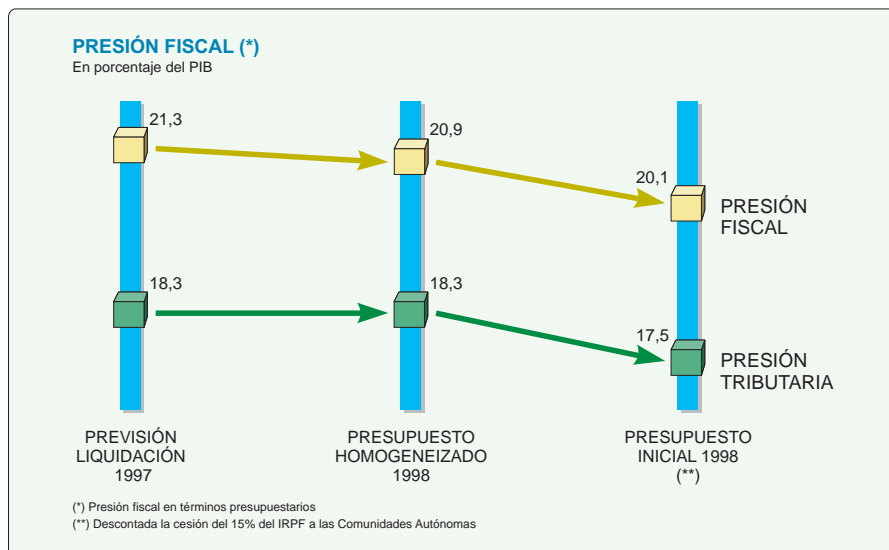 PRESIÓN FISCAL (*)
En porcentaje del PIB
21,3
20,9
20,1
PRESIÓN
FISCAL
18,3
18,3
17,5
PRESIÓN
TRIBUTARIA
PREVISIÓN
LIQUIDACIÓN
1997
PRESUPUESTO
HOMOGENEIZADO
1998
PRESUPUESTO
INICIAL 1998
(**)
(*) Presión fiscal en términos presupuestarios
(**) Descontada la cesión del 15% del IRPF a las Comunidades Autónomas